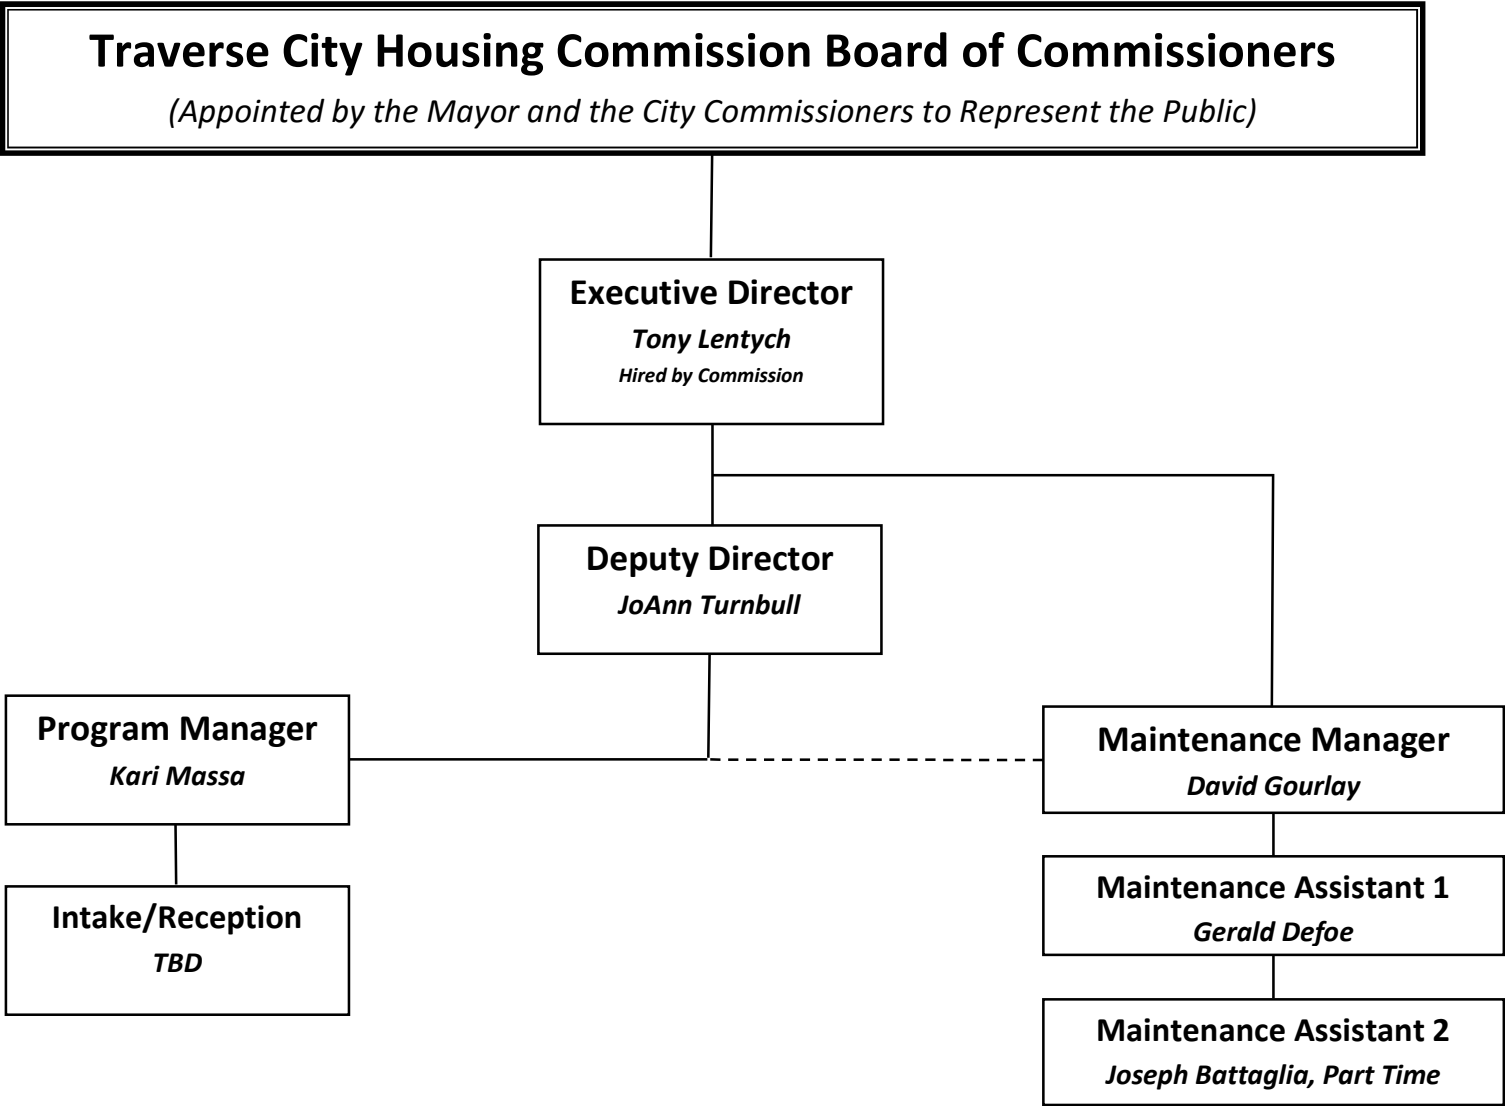 Traverse City Housing Commission Board of Commissioners
(Appointed by the Mayor and the City Commissioners to Represent the Public)
Executive Director
Tony Lentych
Hired by Commission
Deputy Director
JoAnn Turnbull
Program Manager
Kari Massa
Maintenance Manager
David Gourlay
Intake/Reception
TBD
Maintenance Assistant 1
Gerald Defoe
Maintenance Assistant 2
Joseph Battaglia, Part Time